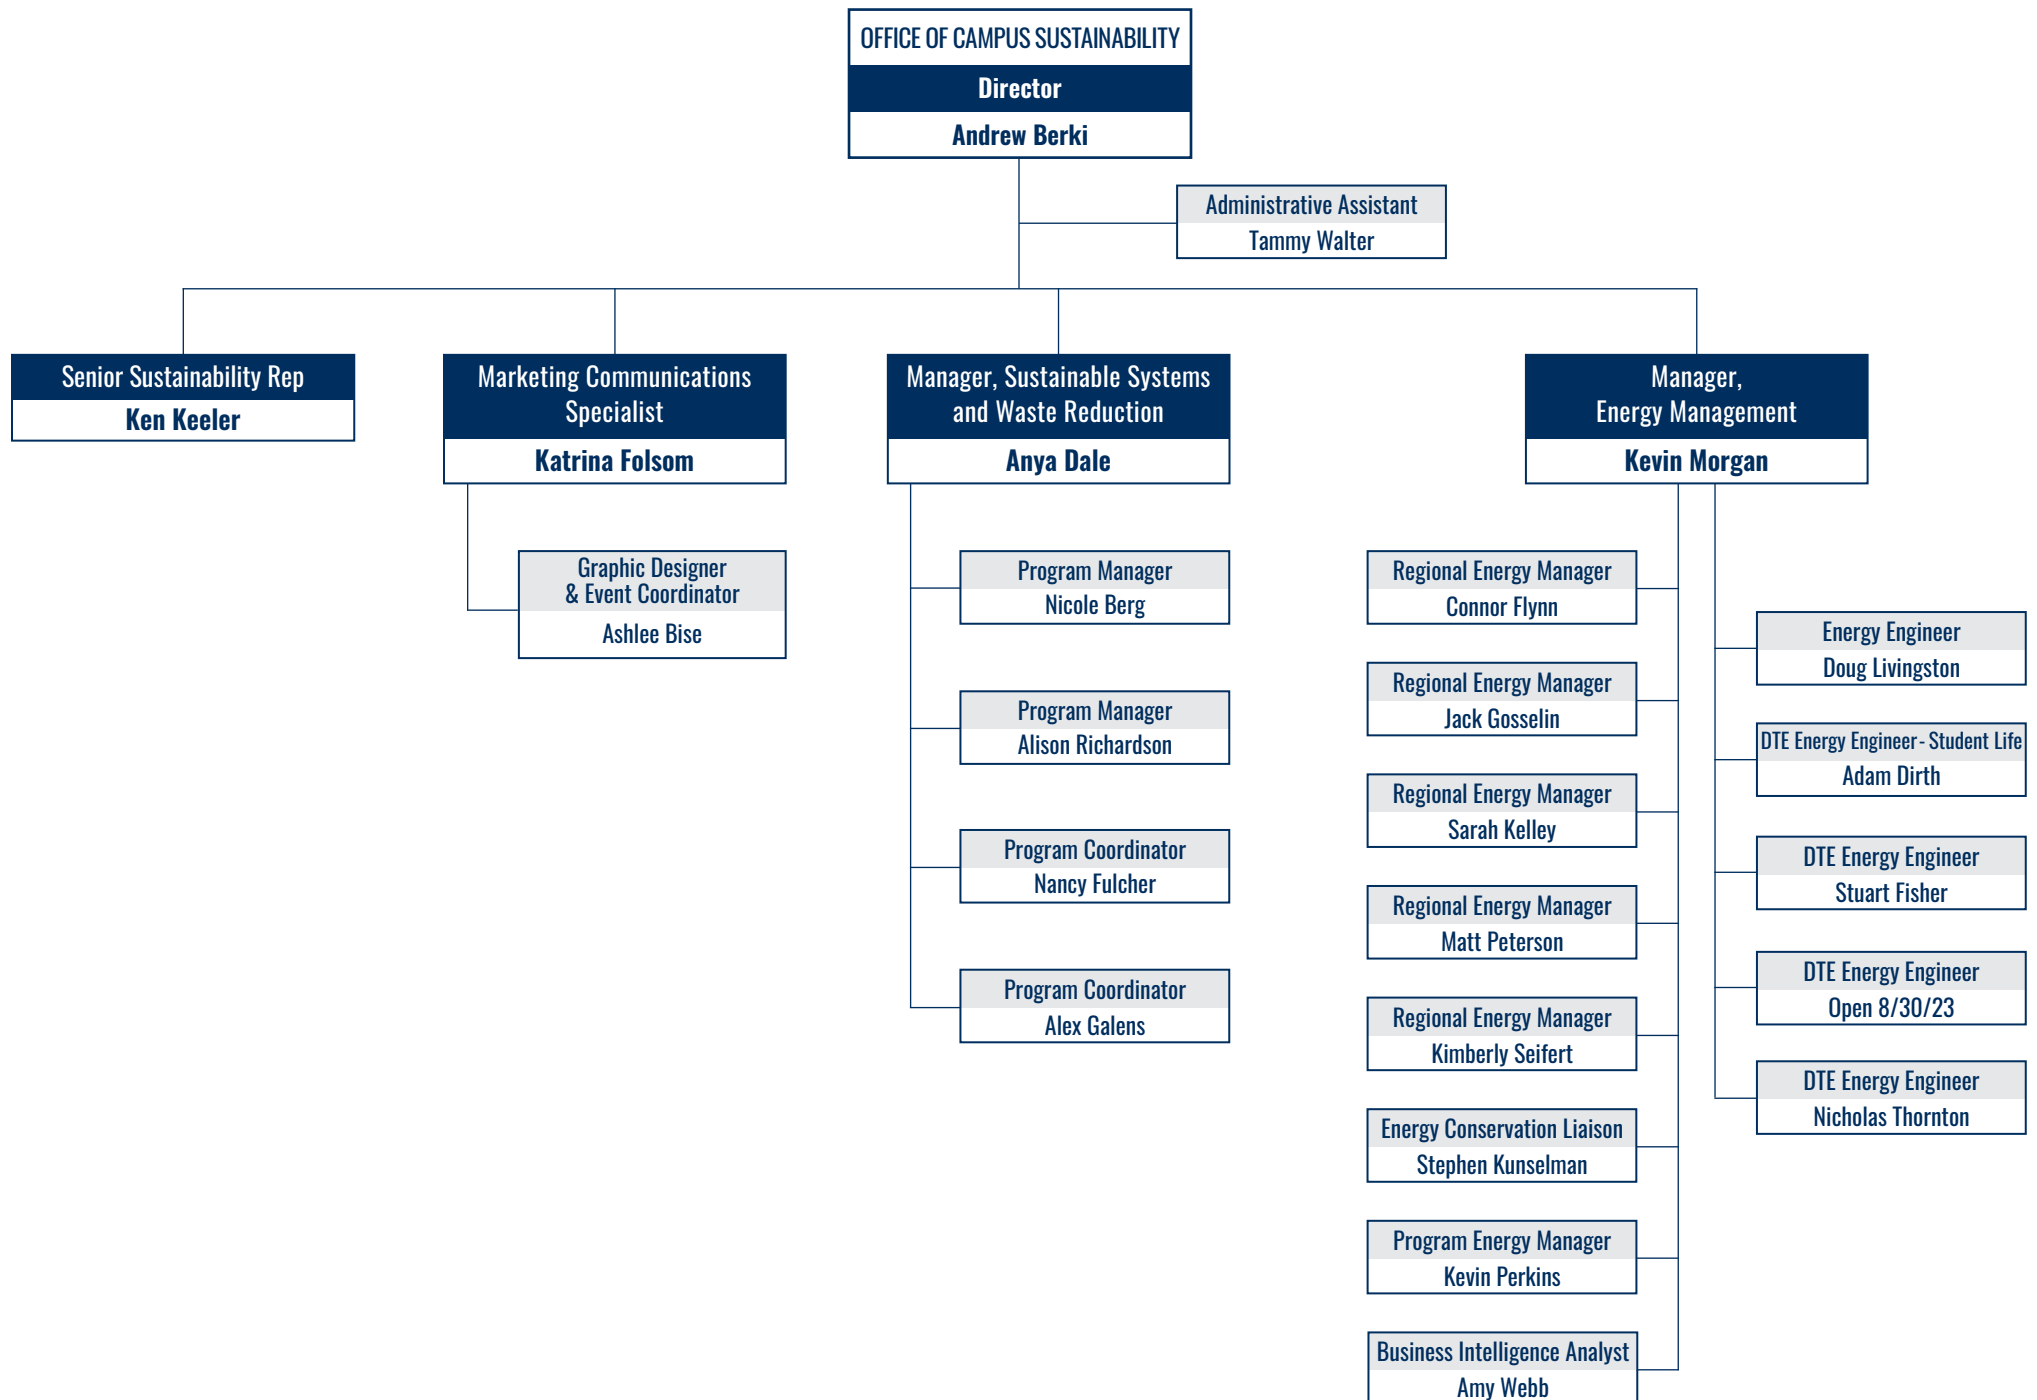 OFFICE OF CAMPUS SUSTAINABILITY
Director
Andrew Berki
Administrative Assistant
Tammy Walter
Senior Sustainability Rep
Ken Keeler
Marketing Communications
Specialist
Katrina Folsom
Graphic Designer
& Event Coordinator
Ashlee Bise
Manager, Sustainable Systems
and Waste Reduction
Anya Dale
Program Manager
Nicole Berg
Program Manager
Alison Richardson
Program Coordinator
Nancy Fulcher
Program Coordinator
Alex Galens
Manager,
Energy Management
Kevin Morgan
Regional Energy Manager
Connor Flynn
Regional Energy Manager
Jack Gosselin
Regional Energy Manager
Sarah Kelley
Regional Energy Manager
Matt Peterson
Regional Energy Manager
Kimberly Seifert
Energy Conservation Liaison
Stephen Kunselman
Program Energy Manager
Kevin Perkins
Business Intelligence Analyst
Amy Webb
Energy Engineer
Doug Livingston
DTE Energy Engineer - Student Life
Adam Dirth
DTE Energy Engineer
Stuart Fisher
DTE Energy Engineer
Open 8/30/23
DTE Energy Engineer
Nicholas Thornton